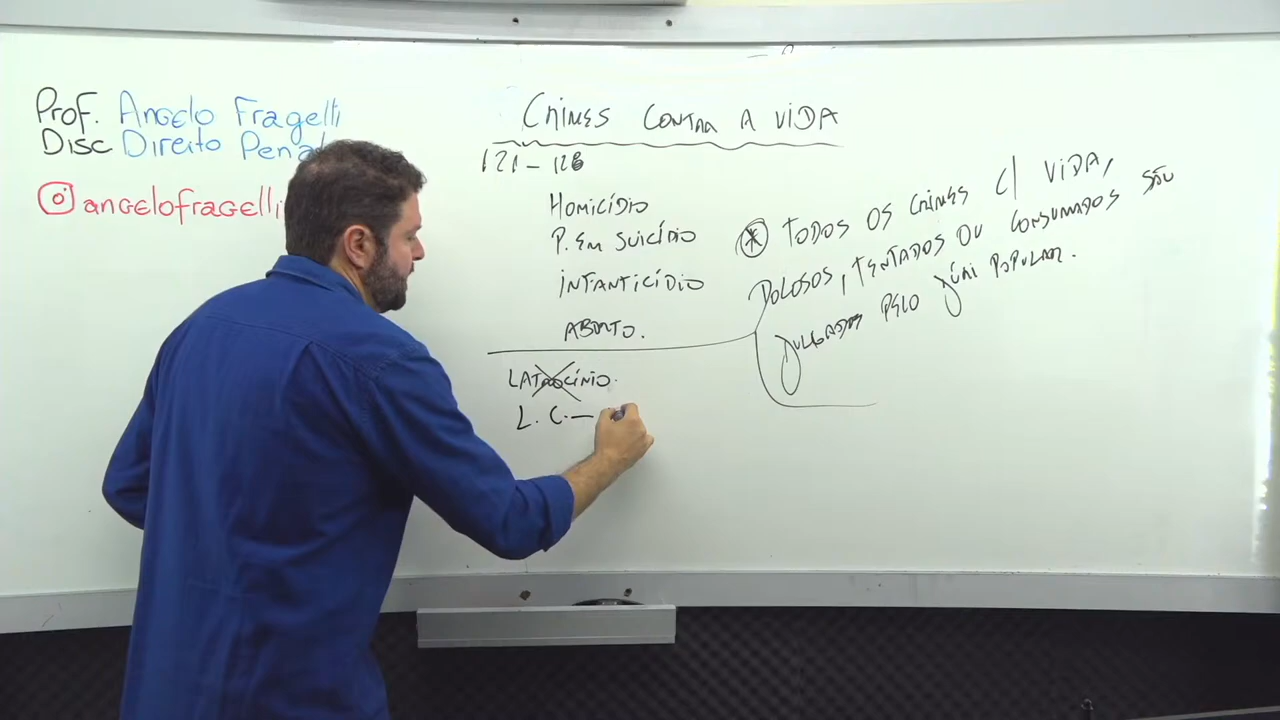 Prof. Angelo Fragelli
Disc Direito Penal
angelofragelli
CRIMES CONTRA A VIDA
121 - 128
HOMICÍDIO
P. EM SUICÍDIO
INFANTICÍDIO
ABORTO.
LATROCÍNIO.
L. C. —
* TODOS OS CRIMES C/ VIDA,
DOLOSOS, TENTADOS OU CONSUMADOS SÃO
JULGADOS PELO JÚRI POPULAR.